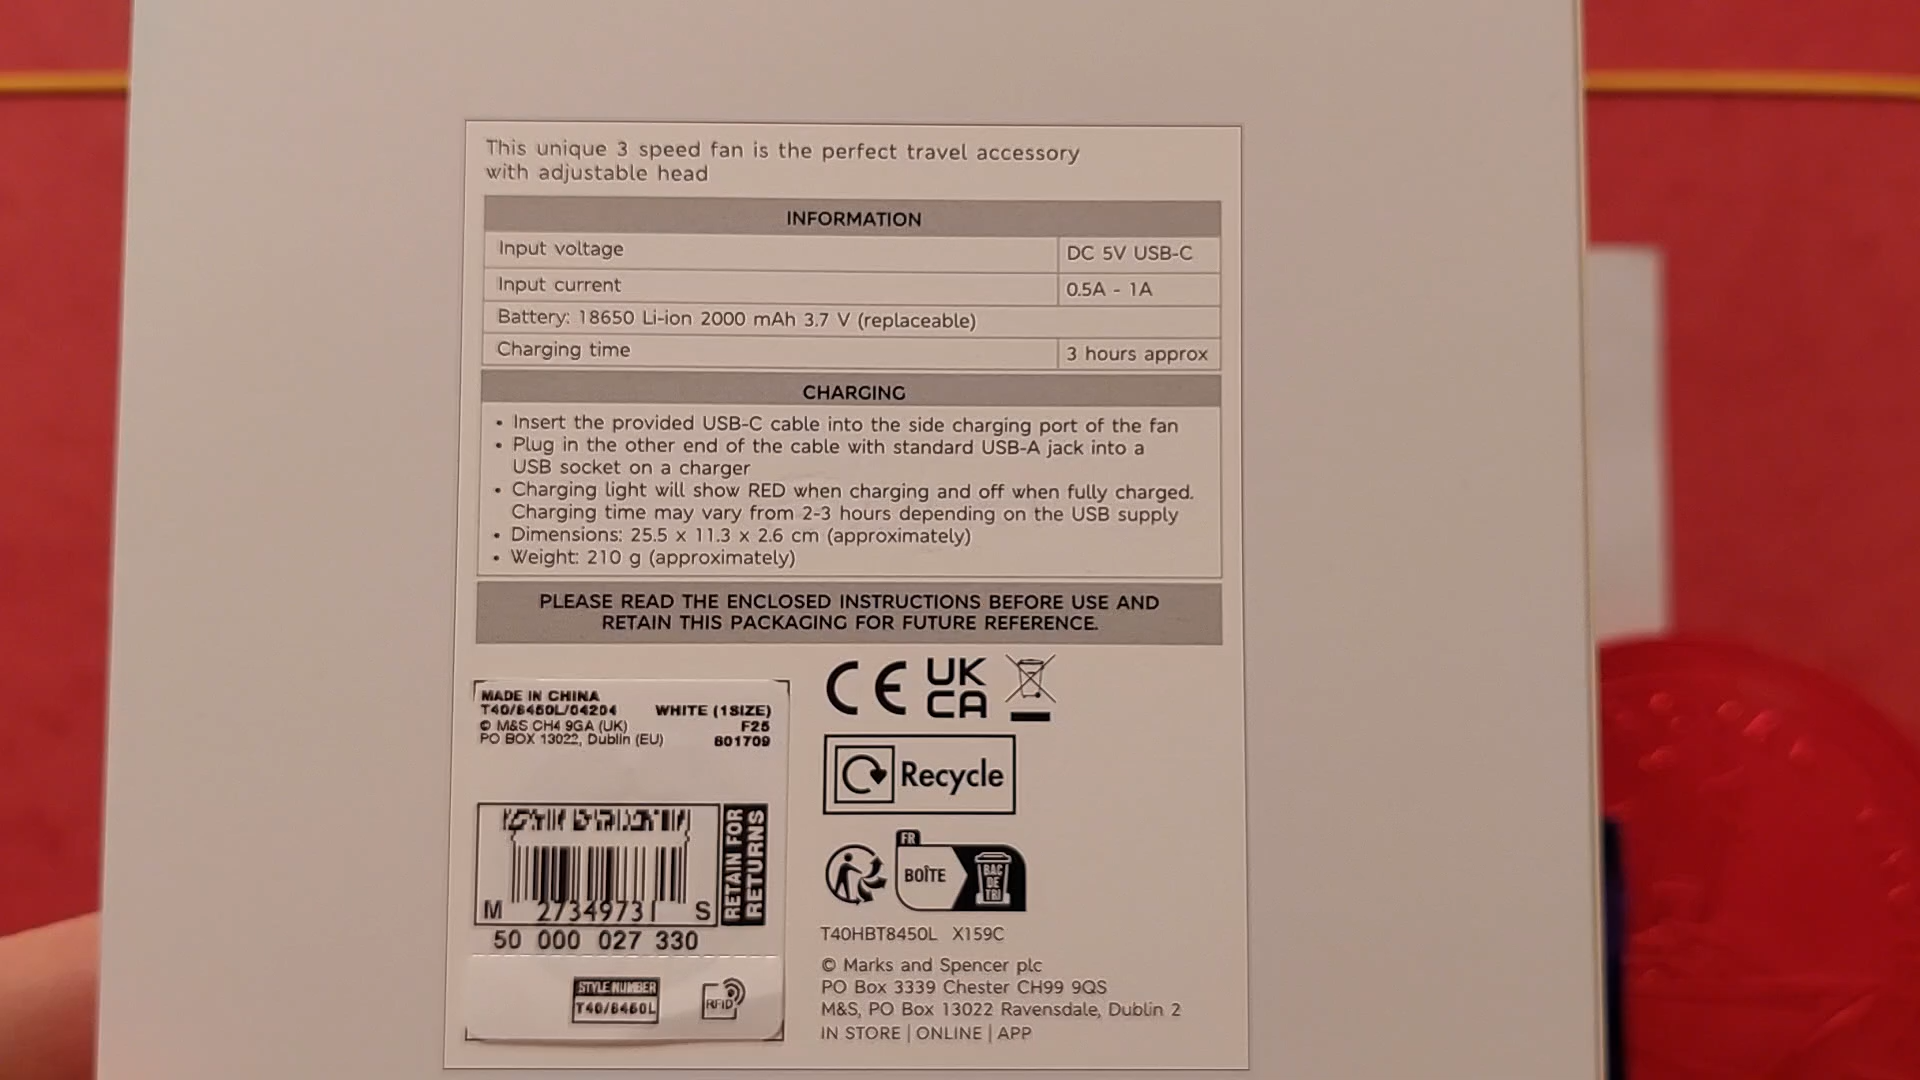 This unique 3 speed fan is the perfect travel accessory
with adjustable head
INFORMATION
Input voltage DC 5V USB-C
Input current 0.5A - 1A
Battery: 18650 Li-ion 2000 mAh 3.7 V (replaceable)
Charging time 3 hours approx
CHARGING
• Insert the provided USB-C cable into the side charging port of the fan
• Plug in the other end of the cable with standard USB-A jack into a
USB socket on a charger
• Charging light will show RED when charging and off when fully charged.
Charging time may vary from 2-3 hours depending on the USB supply
• Dimensions: 25.5 x 11.3 x 2.6 cm (approximately)
• Weight: 210 g (approximately)
PLEASE READ THE ENCLOSED INSTRUCTIONS BEFORE USE AND
RETAIN THIS PACKAGING FOR FUTURE REFERENCE.
MADE IN CHINA
T40/8450L/04204 WHITE (1SIZE)
© M&S CH4 9GA (UK) F25
PO BOX 13022, Dublin (EU) 801709
RETAIN FOR
RETURNS
M 27349731 S
50 000 027 330
STYLE NUMBER
T40/8450L
RFID
CE UK
CA
Recycle
FR
BOÎTE
BAC
DE
TRI
T40HBT8450L X159C
© Marks and Spencer plc
PO Box 3339 Chester CH99 9QS
M&S, PO Box 13022 Ravensdale, Dublin 2
IN STORE | ONLINE | APP